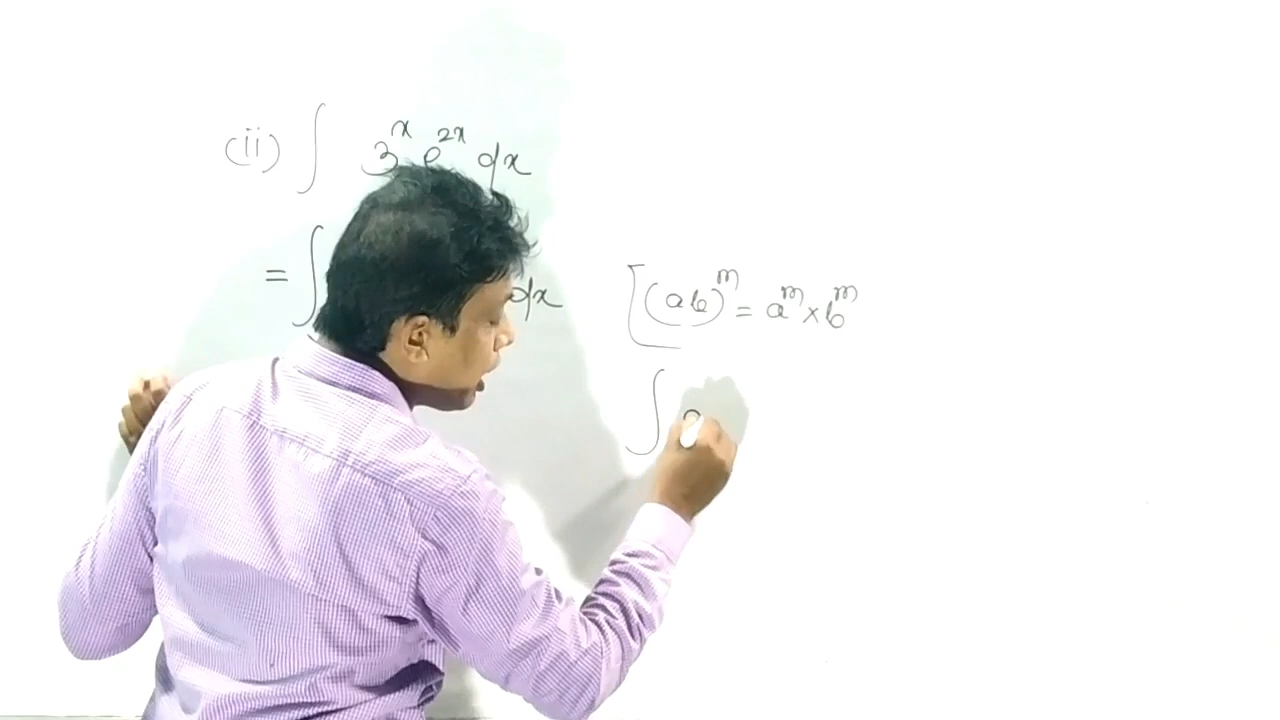 (ii) ∫ 3^x e^{2x} dx
= ∫ dx
[(ab)^m = a^m × b^m
∫